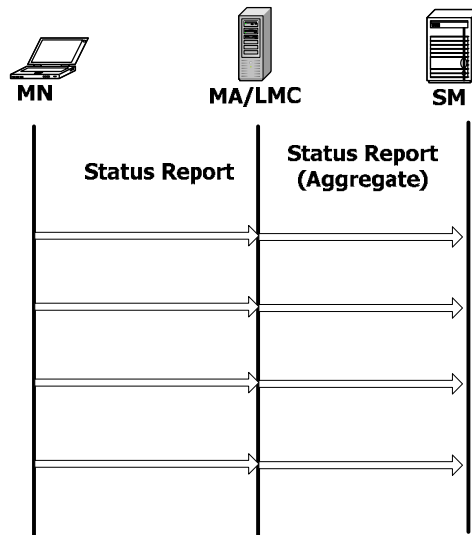 MN
MA/LMC
SM
Status Report
Status Report
(Aggregate)